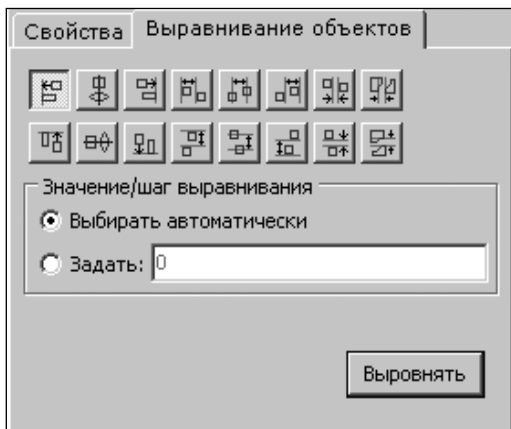 Свойства
Выравнивание объектов
Значение/шаг выравнивания
Выбирать автоматически
Задать: 0
Выровнять